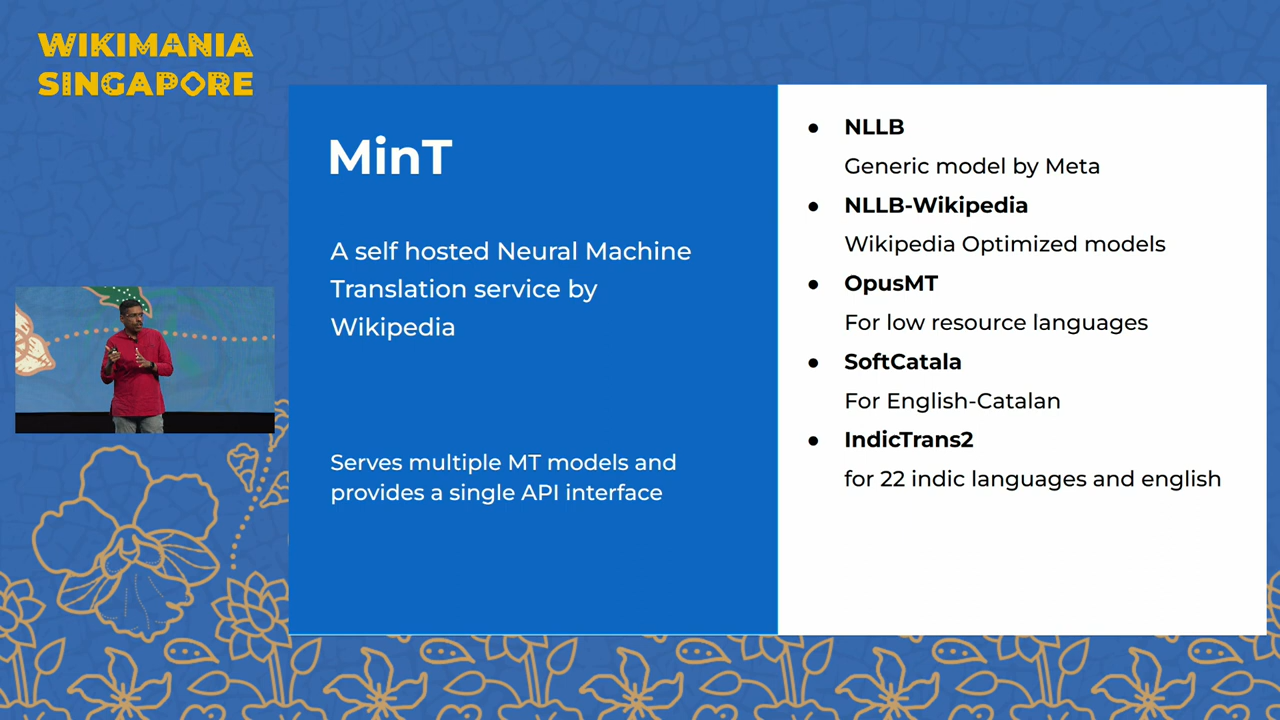 WIKIMANIA
SINGAPORE
MinT
A self hosted Neural Machine
Translation service by
Wikipedia
Serves multiple MT models and
provides a single API interface
● NLLB
Generic model by Meta
● NLLB-Wikipedia
Wikipedia Optimized models
● OpusMT
For low resource languages
● SoftCatala
For English-Catalan
● IndicTrans2
for 22 indic languages and english